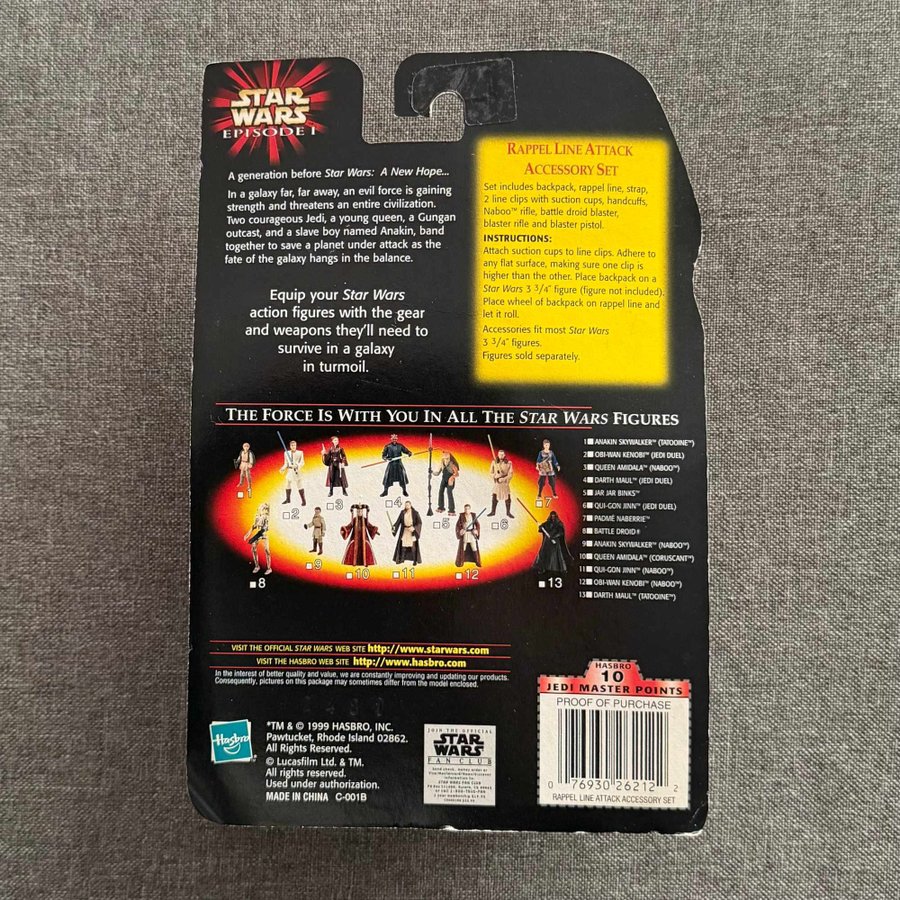 STAR
WARS
EPISODE I
A generation before Star Wars: A New Hope...
In a galaxy far, far away, an evil force is gaining
strength and threatens an entire civilization.
Two courageous Jedi, a young queen, a Gungan
outcast, and a slave boy named Anakin, band
together to save a planet under attack as the
fate of the galaxy hangs in the balance.
Equip your Star Wars
action figures with the gear
and weapons they'll need to
survive in a galaxy
in turmoil.
RAPPEL LINE ATTACK
ACCESSORY SET
Set includes backpack, rappel line, strap,
2 line clips with suction cups, handcuffs,
Naboo™ rifle, battle droid blaster,
blaster rifle and blaster pistol.
INSTRUCTIONS:
Attach suction cups to line clips. Adhere to
any flat surface, making sure one clip is
higher than the other. Place backpack on a
Star Wars 3 3/4" figure (figure not included).
Place wheel of backpack on rappel line and
let it roll.
Accessories fit most Star Wars
3 3/4" figures.
Figures sold separately.
THE FORCE IS WITH YOU IN ALL THE STAR WARS FIGURES
1
2
3
4
5
6
7
8
9
10
11
12
13
1 ANAKIN SKYWALKER™ (TATOOINE™)
2 OBI-WAN KENOBI™ (JEDI DUEL)
3 QUEEN AMIDALA™ (NABOO™)
4 DARTH MAUL™ (JEDI DUEL)
5 JAR JAR BINKS™
6 QUI-GON JINN™ (JEDI DUEL)
7 PADMÉ NABERRIE™
8 BATTLE DROID®
9 ANAKIN SKYWALKER™ (NABOO™)
10 QUEEN AMIDALA™ (CORUSCANT™)
11 QUI-GON JINN™ (NABOO™)
12 OBI-WAN KENOBI™ (NABOO™)
13 DARTH MAUL™ (TATOOINE™)
VISIT THE OFFICIAL STAR WARS WEB SITE http://www.starwars.com
VISIT THE HASBRO WEB SITE http://www.hasbro.com
In the interest of better quality and value, we are constantly improving and updating our products.
Consequently, pictures on this package may sometimes differ from the model enclosed.
Hasbro
*TM & © 1999 HASBRO, INC.
Pawtucket, Rhode Island 02862.
All Rights Reserved.
© Lucasfilm Ltd. & TM.
All rights reserved.
Used under authorization.
MADE IN CHINA C-001B
JOIN THE OFFICIAL
STAR
WARS
FAN CLUB
HASBRO
10
JEDI MASTER POINTS
PROOF OF PURCHASE
0 76930 26212 2
RAPPEL LINE ATTACK ACCESSORY SET